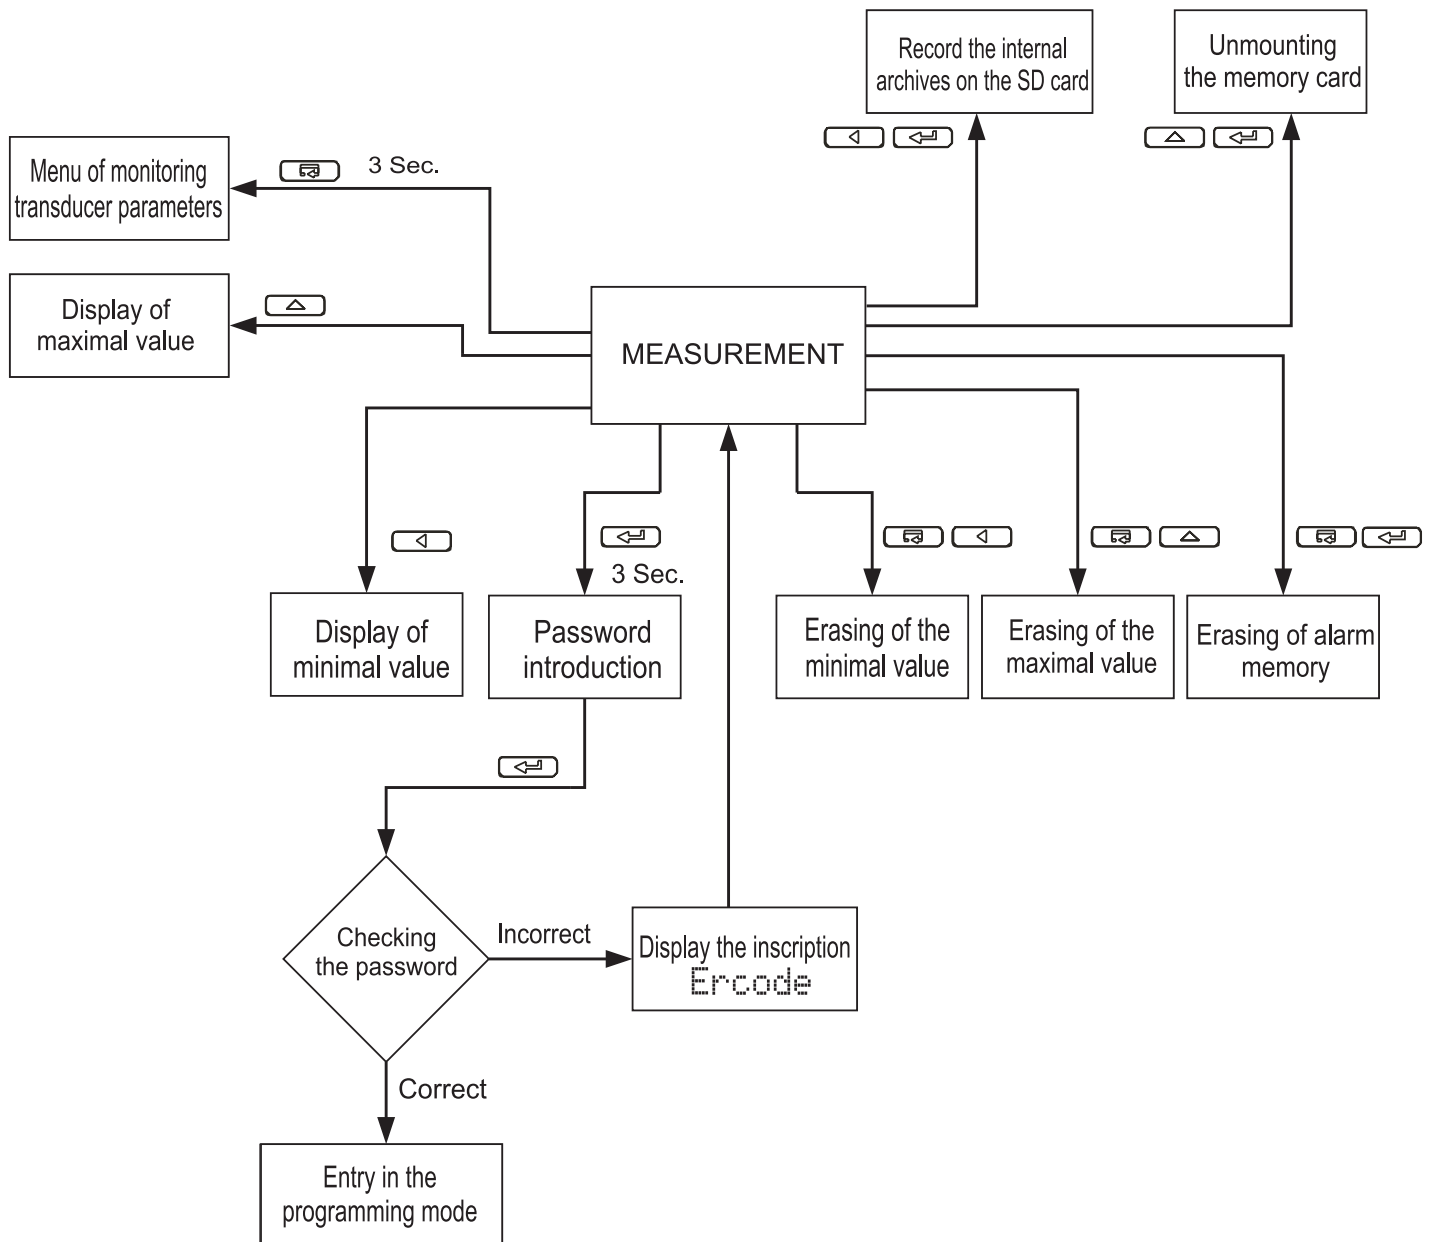 Record the internal
archives on the SD card
Unmounting
the memory card
Menu of monitoring
transducer parameters
3 Sec.
Display of
maximal value
MEASUREMENT
3 Sec.
Display of
minimal value
Password
introduction
Erasing of the
minimal value
Erasing of the
maximal value
Erasing of alarm
memory
Checking
the password
Incorrect
Display the inscription
Ercode
Correct
Entry in the
programming mode